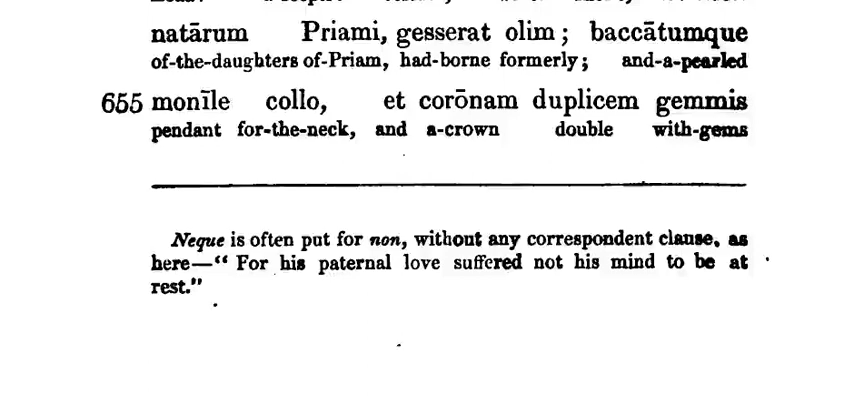 natārum Priami, gesserat olim; baccātumque
of-the-daughters of-Priam, had-borne formerly; and-a-pearled
655 monīle collo, et corōnam duplicem gemmis
pendant for-the-neck, and a-crown double with-gems
Neque is often put for non, without any correspondent clause, as
here—“ For his paternal love suffered not his mind to be at
rest.”